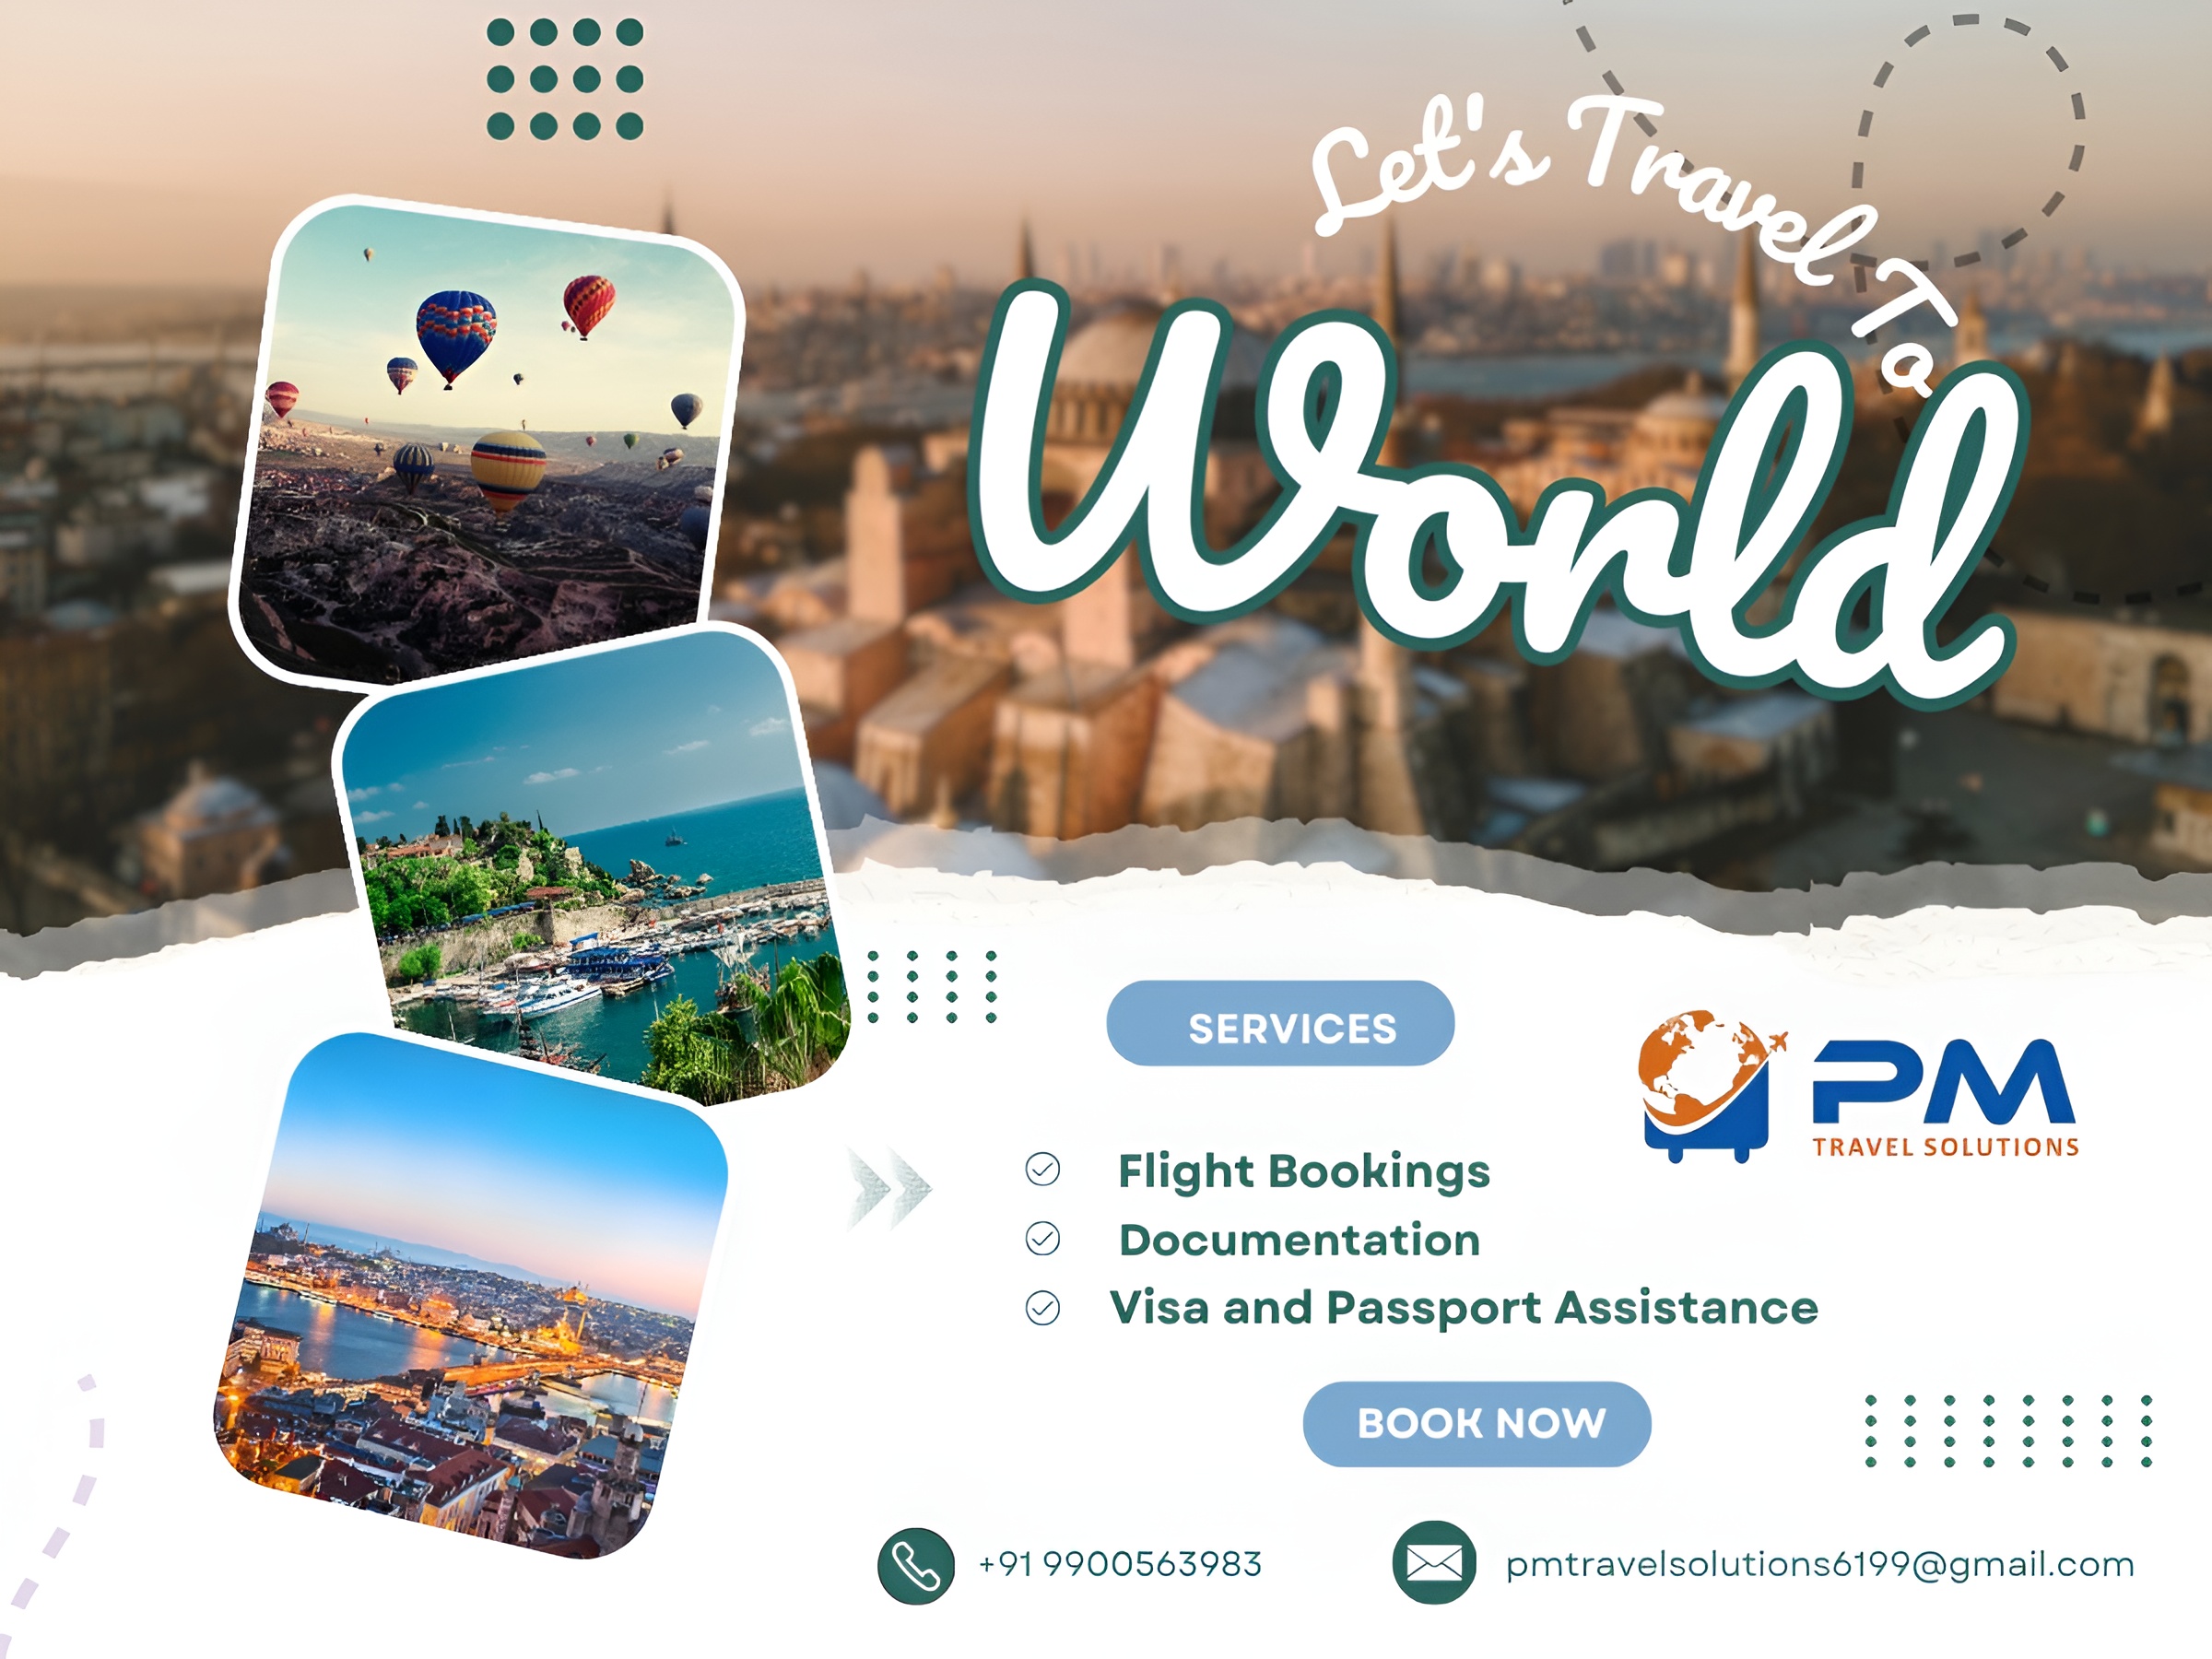 Let's Travel To
World
SERVICES
PM
TRAVEL SOLUTIONS
Flight Bookings
Documentation
Visa and Passport Assistance
BOOK NOW
+91 9900563983
pmtravelsolutions6199@gmail.com